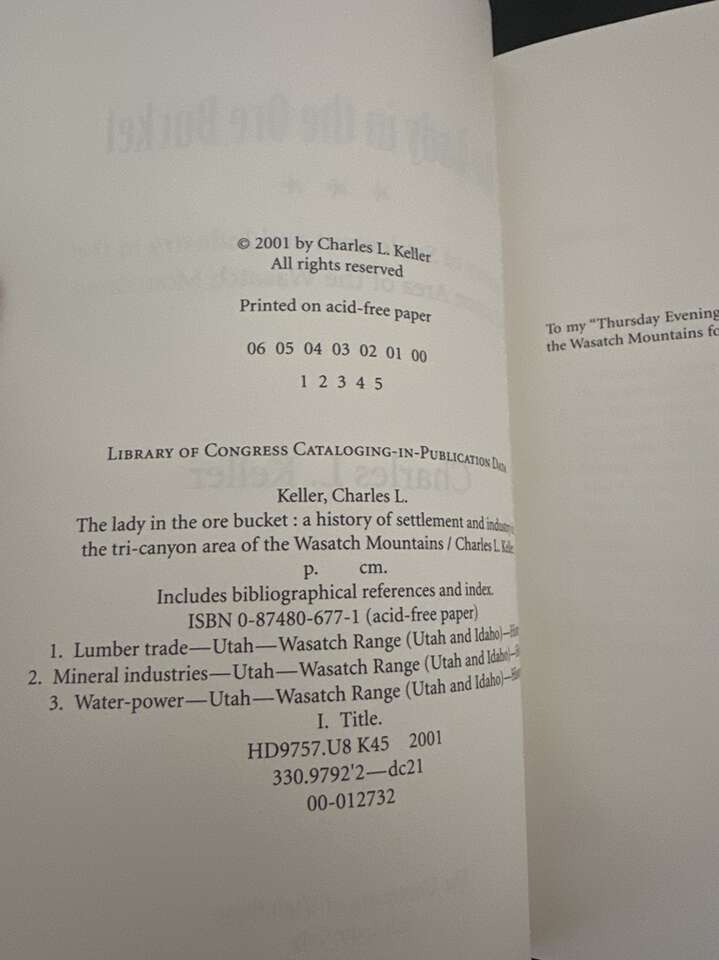 © 2001 by Charles L. Keller
All rights reserved
Printed on acid-free paper
06 05 04 03 02 01 00
1 2 3 4 5
LIBRARY OF CONGRESS CATALOGING-IN-PUBLICATION DATA
Keller, Charles L.
The lady in the ore bucket : a history of settlement and industry in
the tri-canyon area of the Wasatch Mountains / Charles L. Keller
p. cm.
Includes bibliographical references and index.
ISBN 0-87480-677-1 (acid-free paper)
1. Lumber trade—Utah—Wasatch Range (Utah and Idaho)—
2. Mineral industries—Utah—Wasatch Range (Utah and Idaho)—
3. Water-power—Utah—Wasatch Range (Utah and Idaho)—
I. Title.
HD9757.U8 K45 2001
330.9792'2—dc21
00-012732
To my “Thursday Evening
the Wasatch Mountains fo